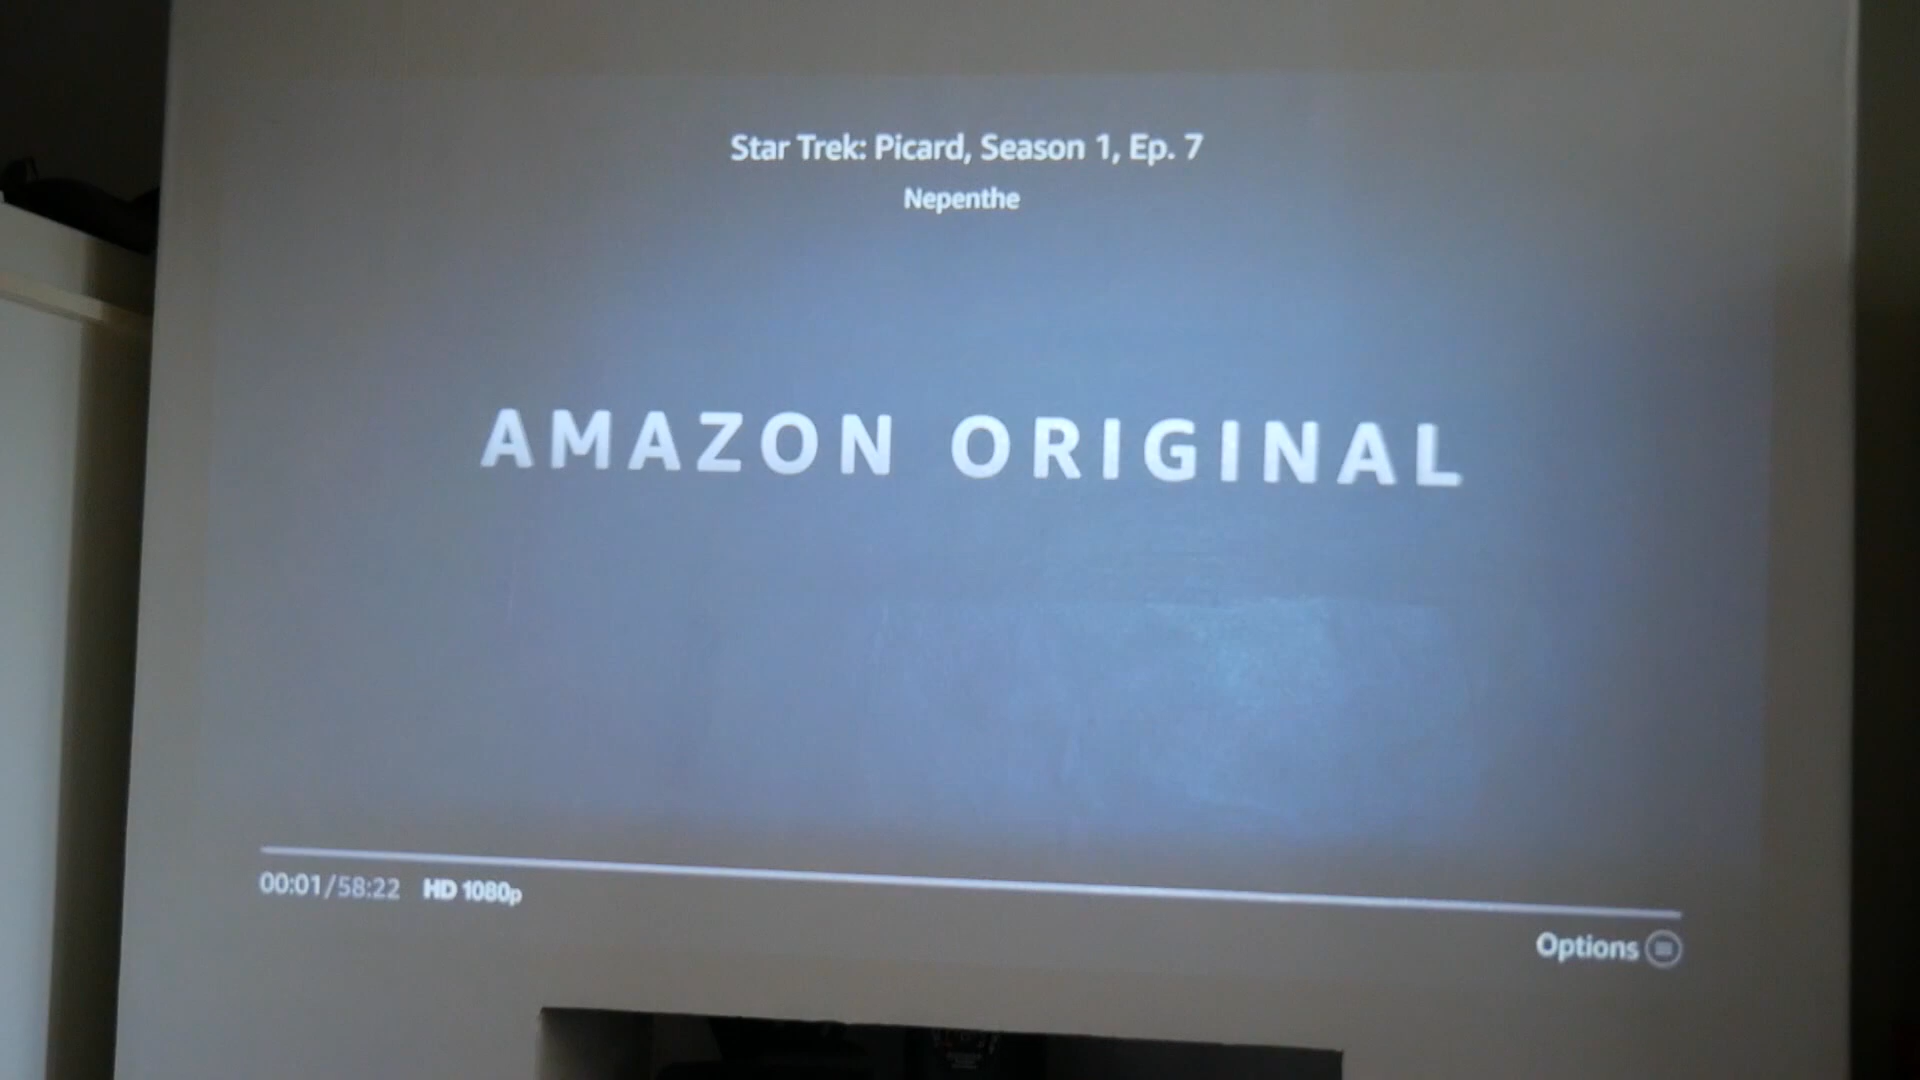 Star Trek: Picard, Season 1, Ep. 7
Nepenthe
AMAZON ORIGINAL
00:01/58:22 HD 1080p
Options